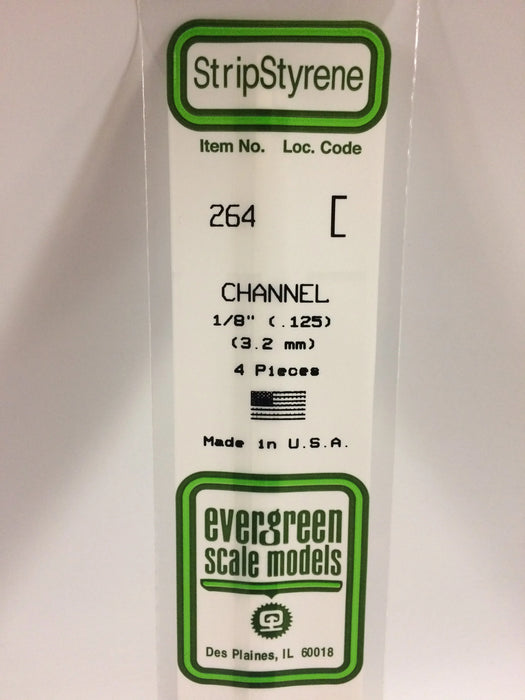 StripStyrene
Item No. Loc. Code
264 [
CHANNEL
1/8" (.125)
(3.2 mm)
4 Pieces
Made in U.S.A.
evergreen
scale models
Des Plaines, IL 60018